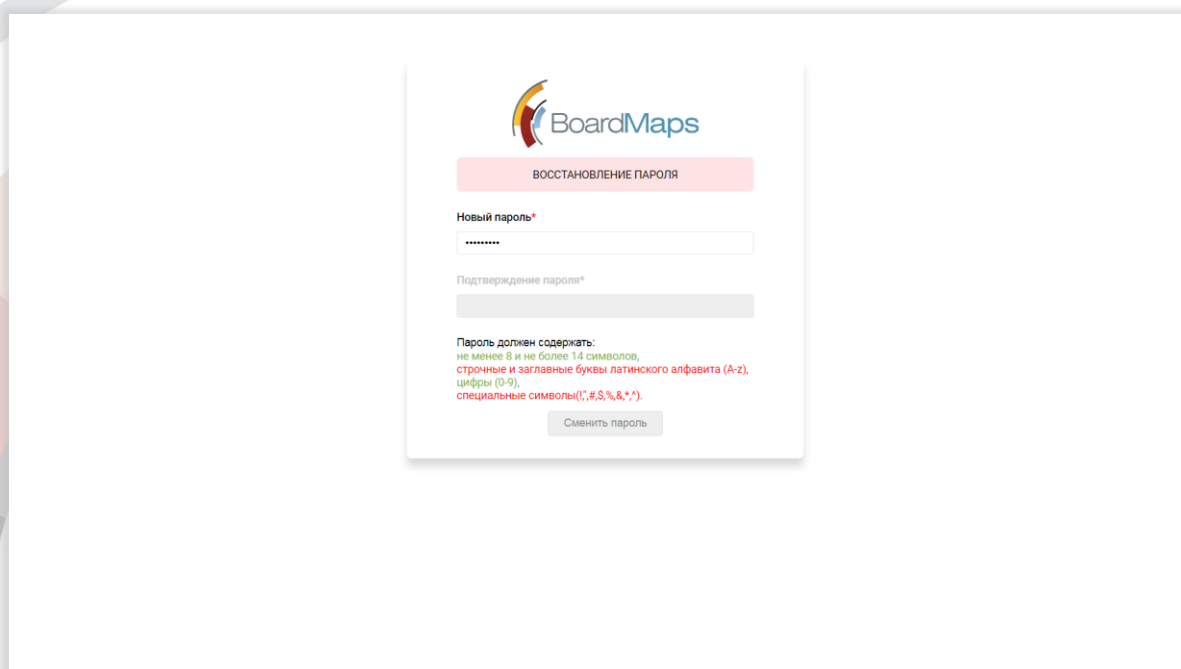 BoardMaps
ВОССТАНОВЛЕНИЕ ПАРОЛЯ
Новый пароль*
•••••••••
Подтверждение пароля*
Пароль должен содержать:
не менее 8 и не более 14 символов,
строчные и заглавные буквы латинского алфавита (A-z),
цифры (0-9),
специальные символы(!,",#,$,%,&,*,^).
Сменить пароль